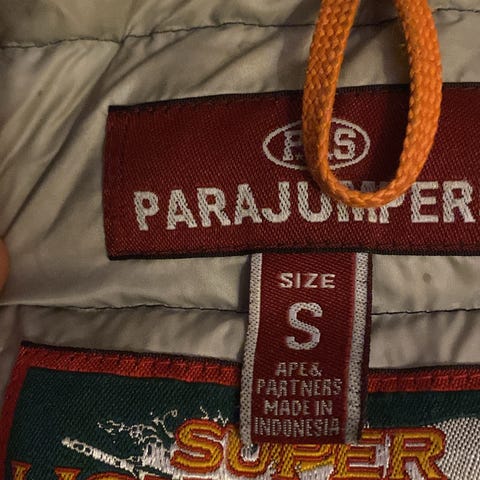 PJS
PARAJUMPER
SIZE
S
APE&
PARTNERS
MADE IN
INDONESIA
SUPER